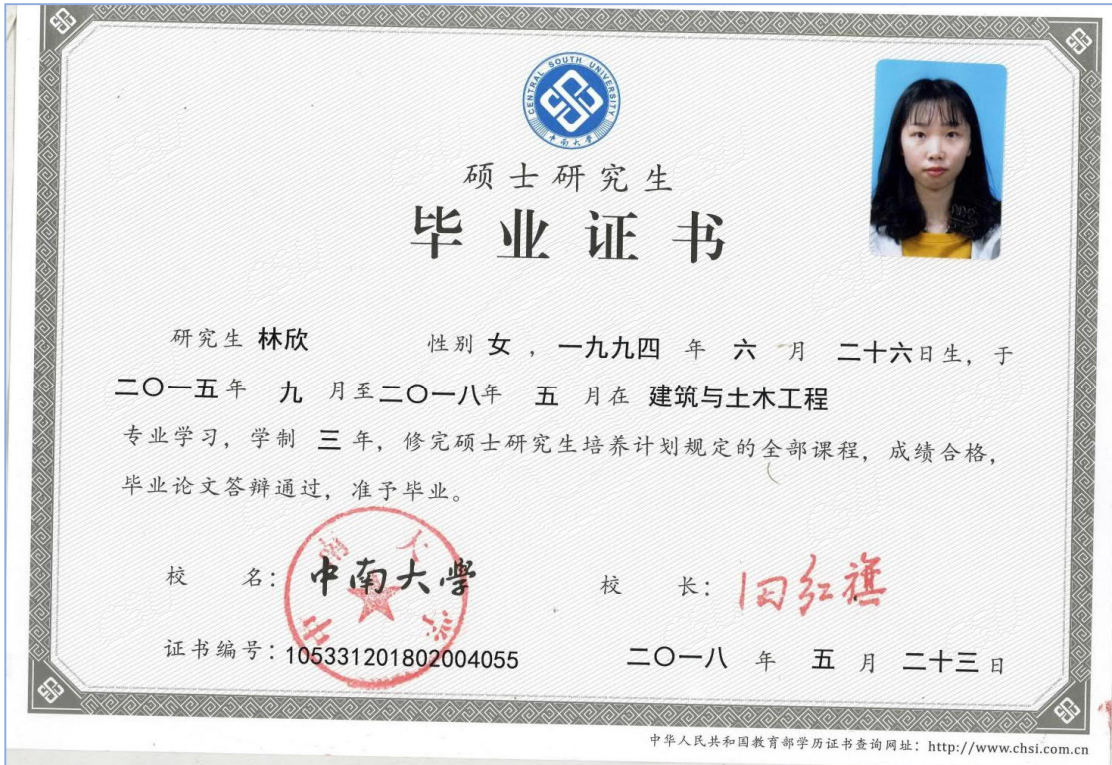 CENTRAL SOUTH UNIVERSITY
中南大学
硕士研究生
毕业证书
研究生 林欣 性别 女 ，一九九四 年 六 月 二十六日生，于
二〇一五年 九 月至二〇一八年 五 月在 建筑与土木工程
专业学习，学制 三 年，修完硕士研究生培养计划规定的全部课程，成绩合格，
毕业论文答辩通过，准予毕业。
校 名：中南大學
校 长：田红旗
证书编号：105331201802004055
二〇一八 年 五 月 二十三日
中华人民共和国教育部学历证书查询网址：http://www.chsi.com.cn